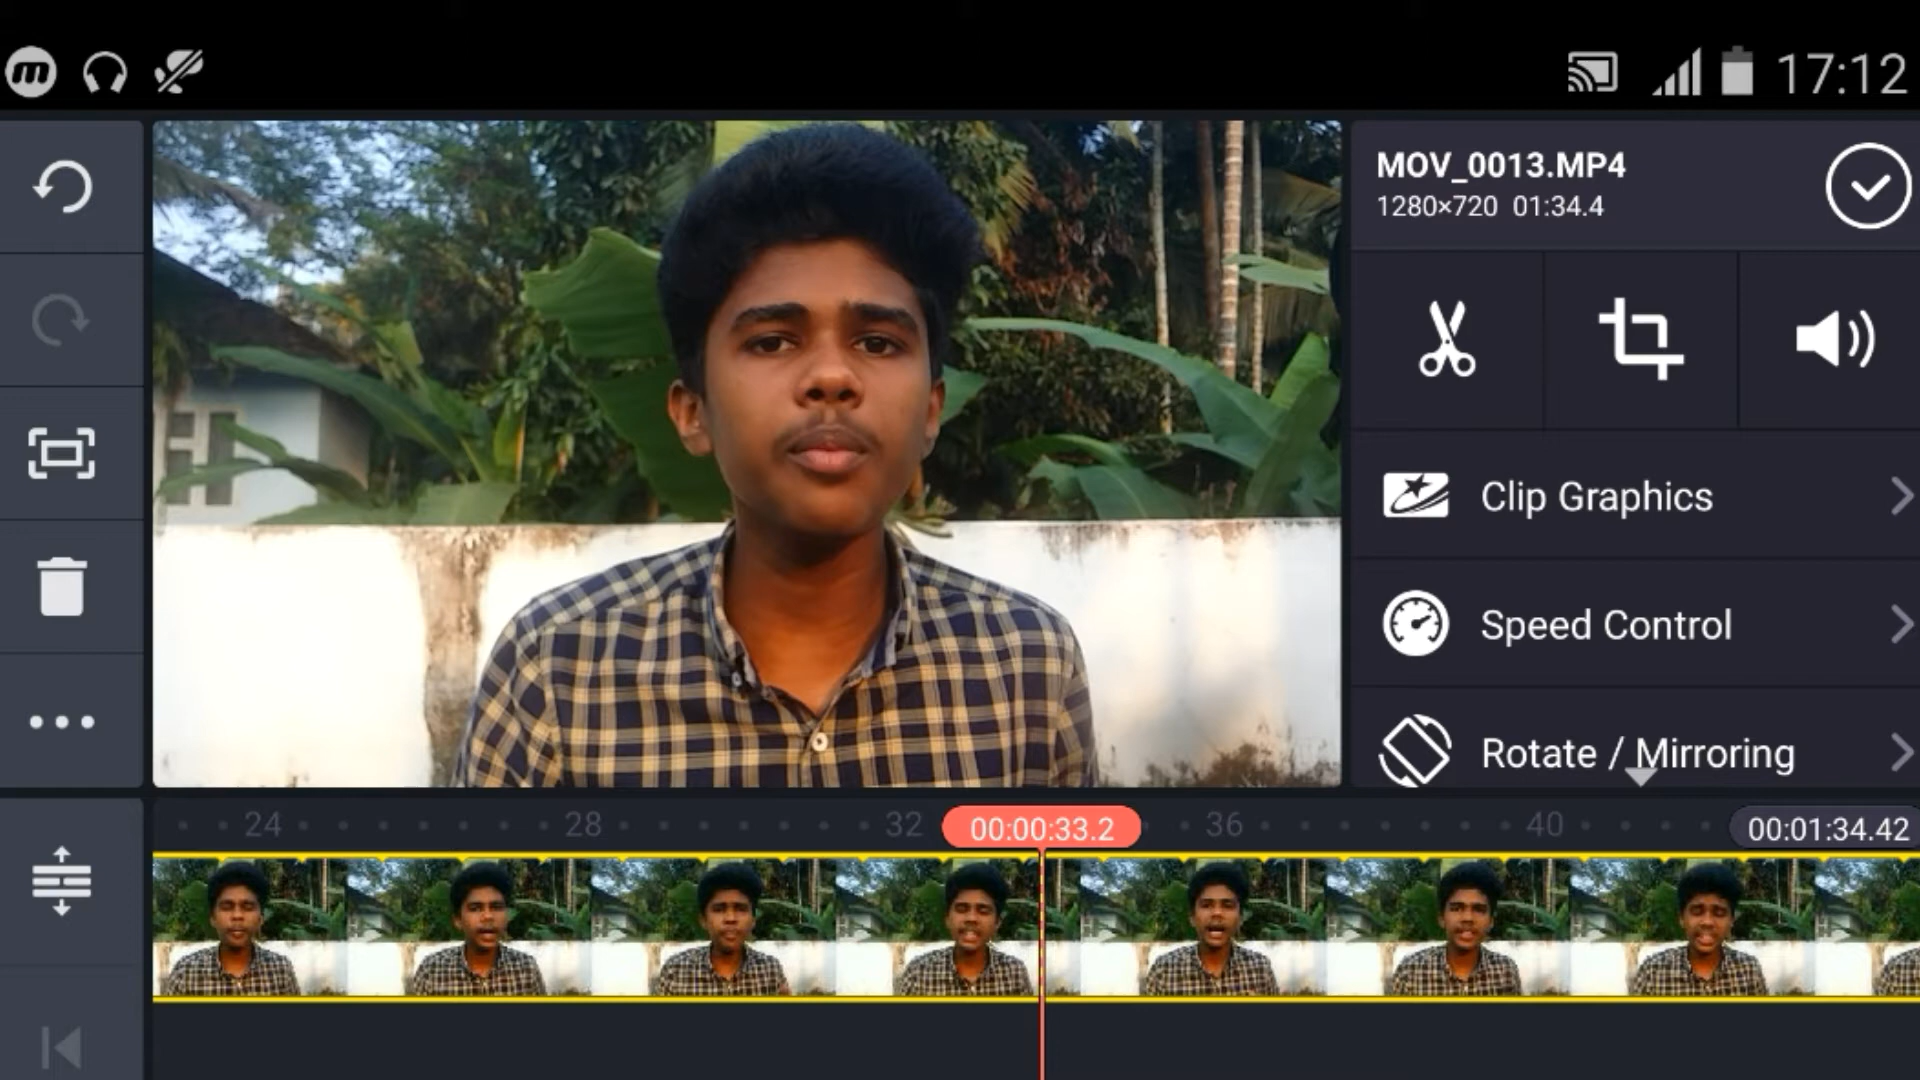 m
17:12
MOV_0013.MP4
1280×720 01:34.4
Clip Graphics
Speed Control
Rotate / Mirroring
24
28
32
00:00:33.2
36
40
00:01:34.42